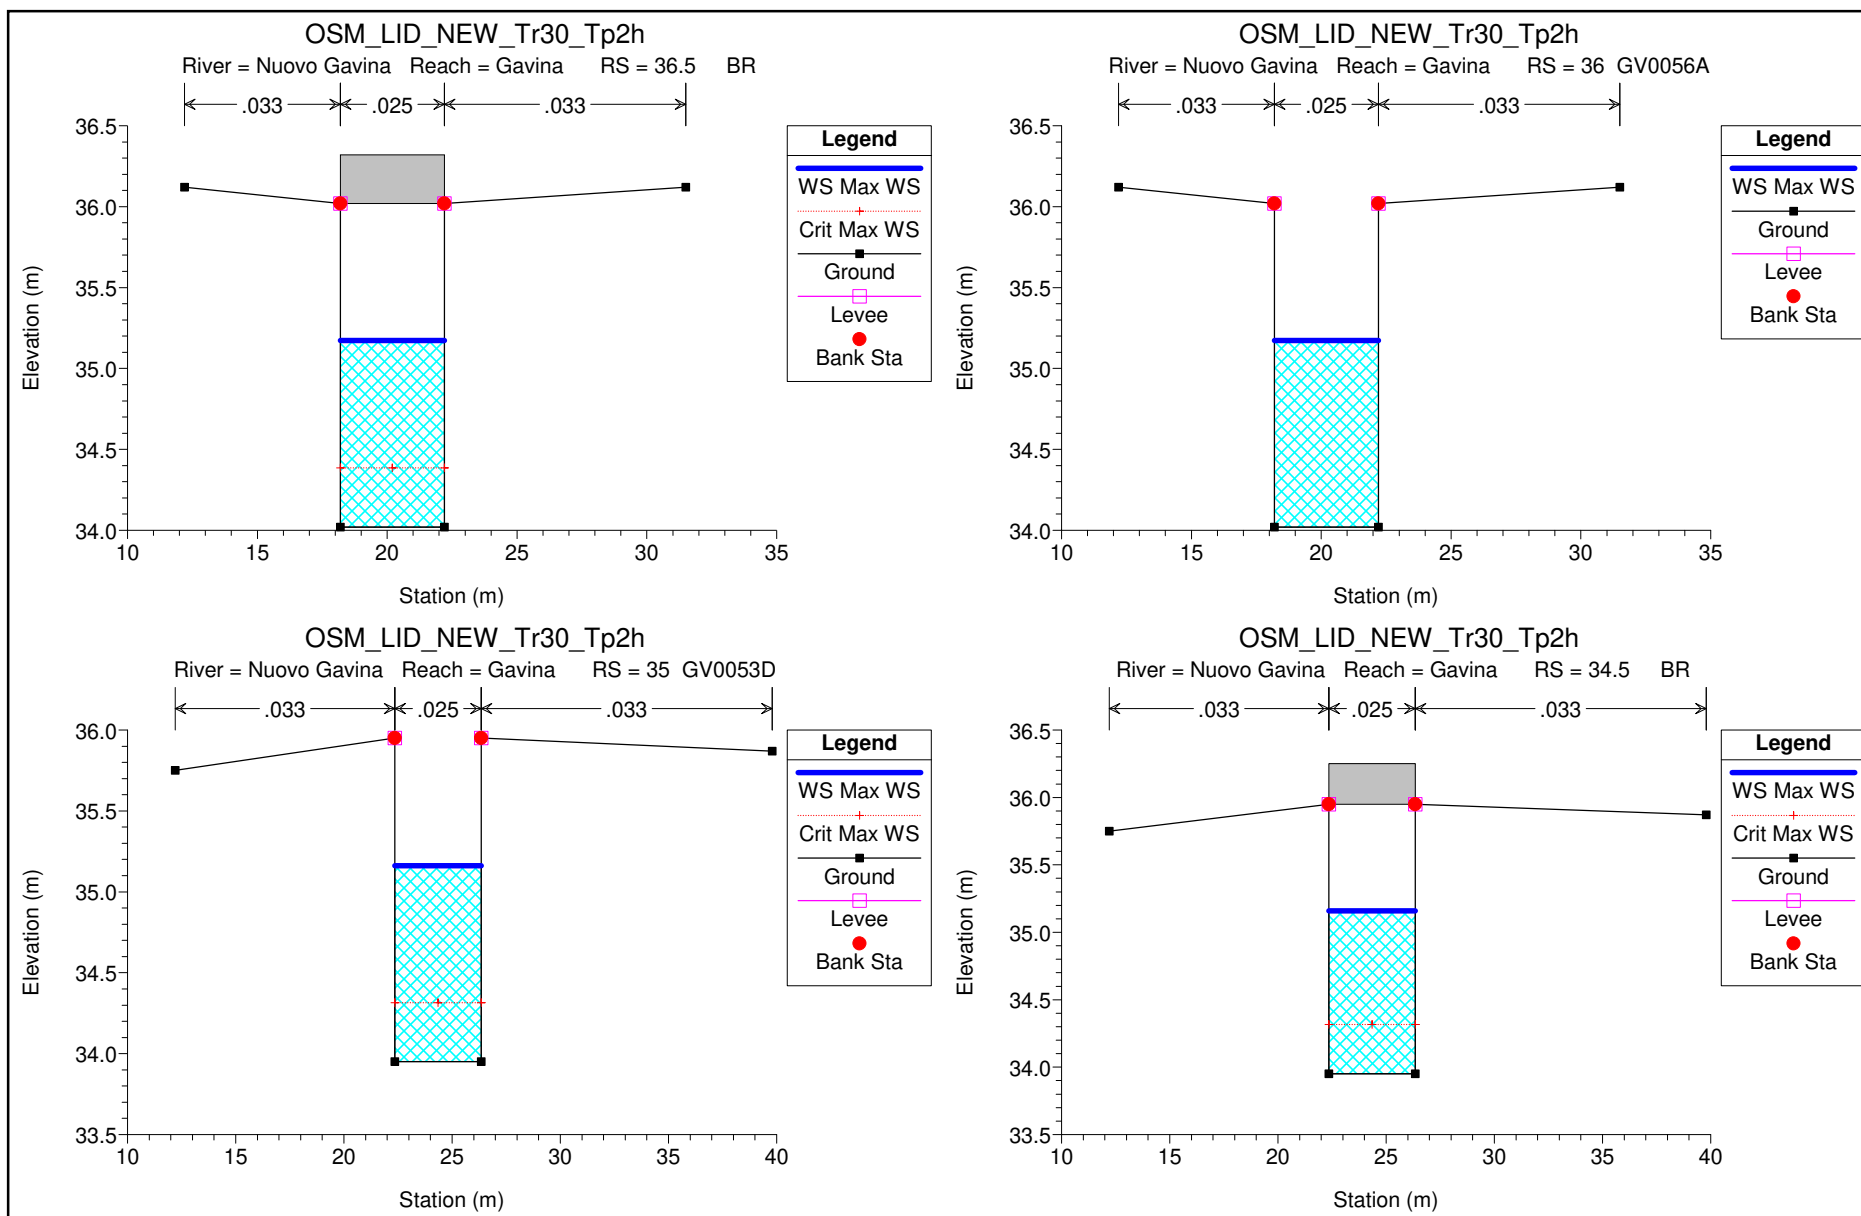 OSM_LID_NEW_Tr30_Tp2h
River = Nuovo Gavina Reach = Gavina RS = 36.5 BR
.033 .025 .033
36.5
36.0
35.5
35.0
34.5
34.0
Elevation (m)
10 15 20 25 30 35
Station (m)
Legend
WS Max WS
Crit Max WS
Ground
Levee
Bank Sta
OSM_LID_NEW_Tr30_Tp2h
River = Nuovo Gavina Reach = Gavina RS = 36 GV0056A
.033 .025 .033
36.5
36.0
35.5
35.0
34.5
34.0
Elevation (m)
10 15 20 25 30 35
Station (m)
Legend
WS Max WS
Ground
Levee
Bank Sta
OSM_LID_NEW_Tr30_Tp2h
River = Nuovo Gavina Reach = Gavina RS = 35 GV0053D
.033 .025 .033
36.0
35.5
35.0
34.5
34.0
33.5
Elevation (m)
10 15 20 25 30 35 40
Station (m)
Legend
WS Max WS
Crit Max WS
Ground
Levee
Bank Sta
OSM_LID_NEW_Tr30_Tp2h
River = Nuovo Gavina Reach = Gavina RS = 34.5 BR
.033 .025 .033
36.5
36.0
35.5
35.0
34.5
34.0
33.5
Elevation (m)
10 15 20 25 30 35 40
Station (m)
Legend
WS Max WS
Crit Max WS
Ground
Levee
Bank Sta